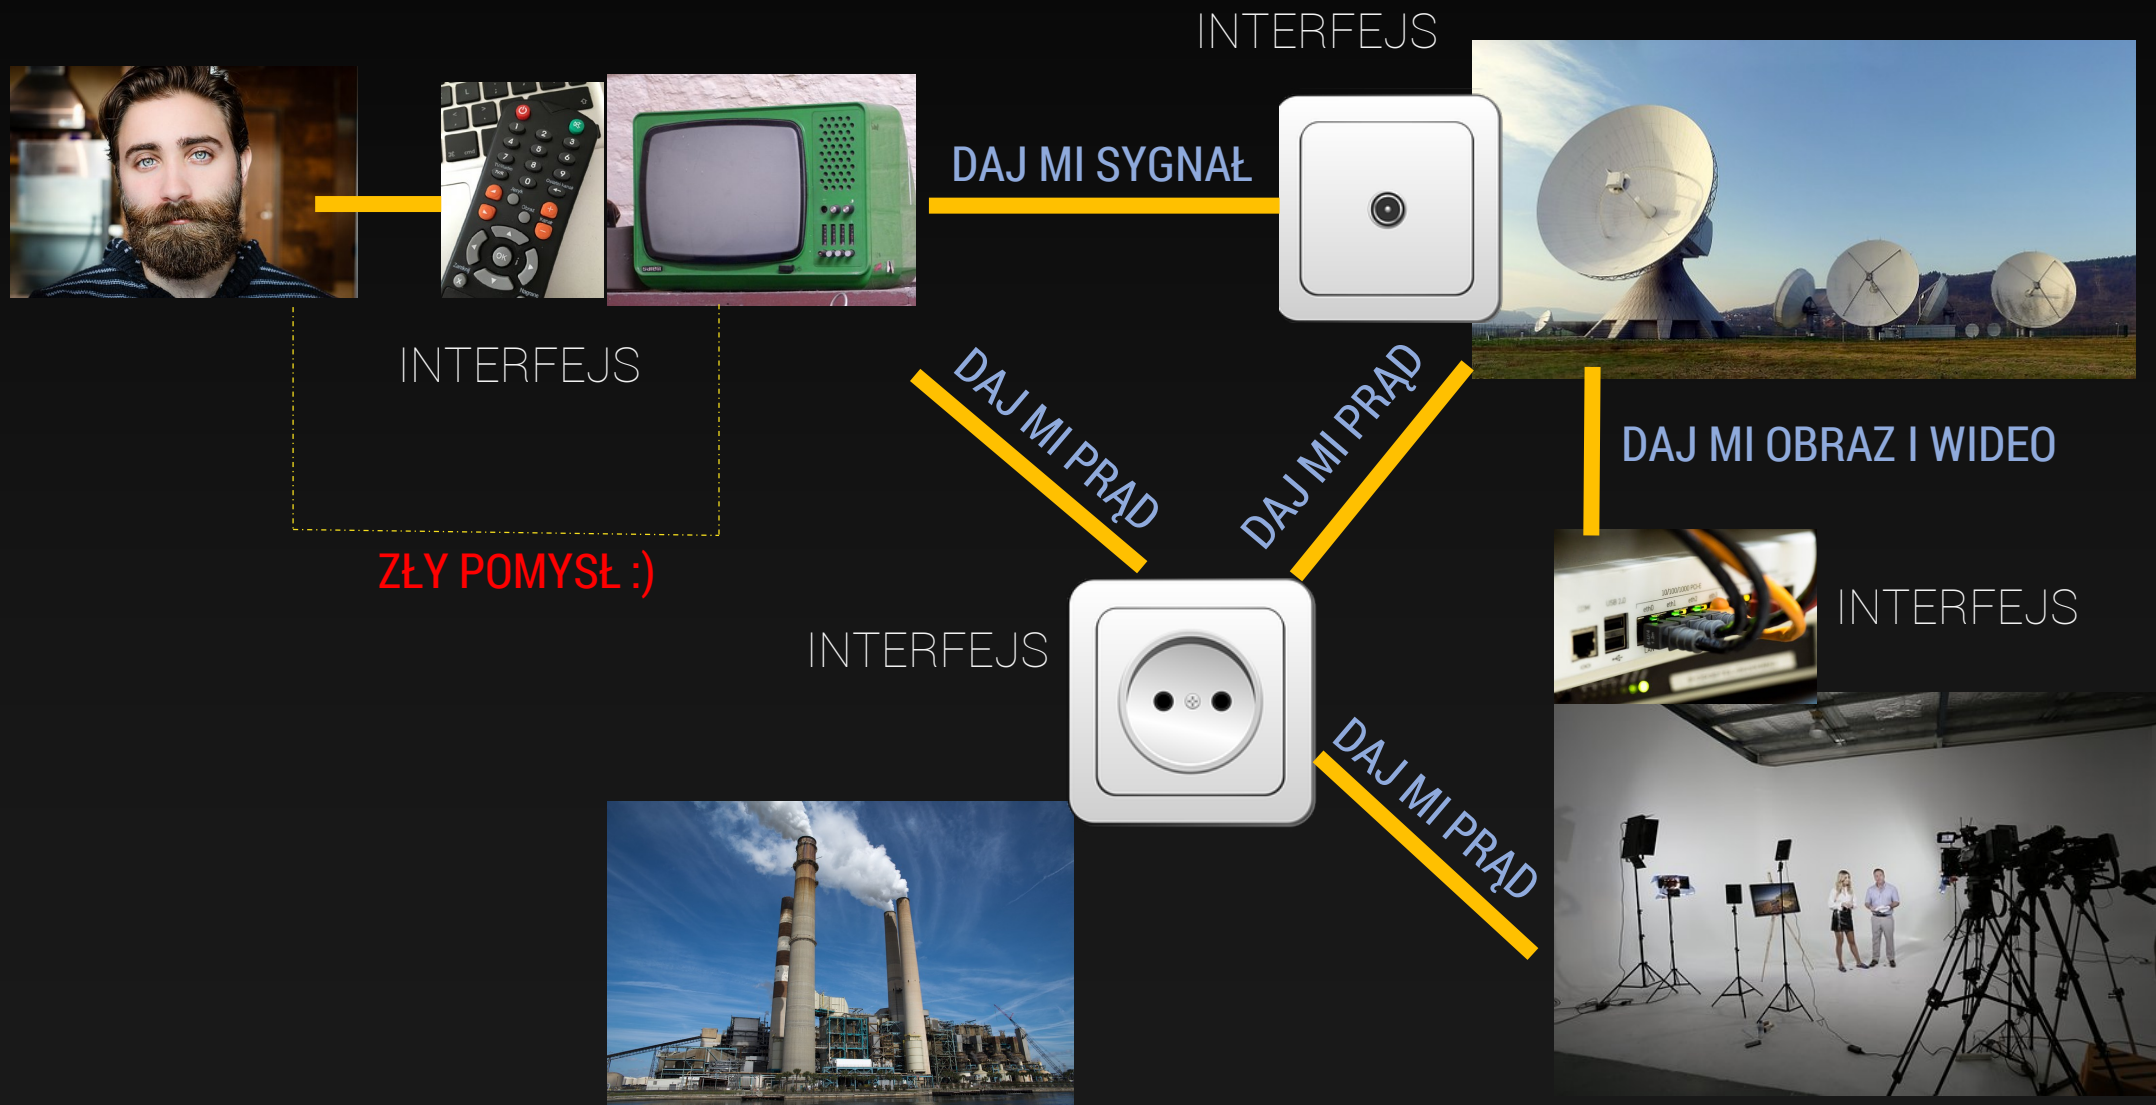 INTERFEJS
DAJ MI SYGNAŁ
INTERFEJS
DAJ MI PRĄD
DAJ MI PRĄD
DAJ MI OBRAZ I WIDEO
ZŁY POMYSŁ :)
INTERFEJS
INTERFEJS
DAJ MI PRĄD